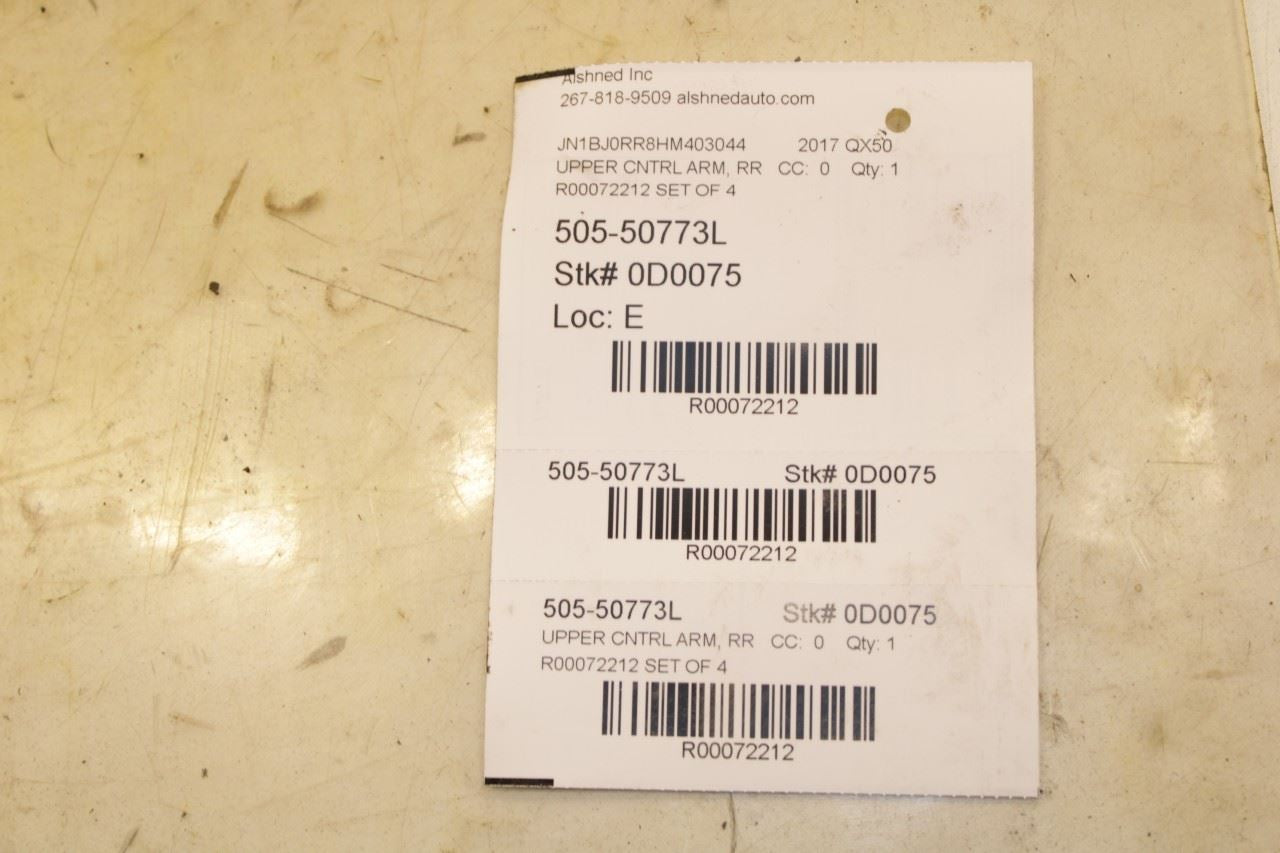 Alshned Inc
267-818-9509 alshnedauto.com
JN1BJ0RR8HM403044 2017 QX50
UPPER CNTRL ARM, RR CC: 0 Qty: 1
R00072212 SET OF 4
505-50773L
Stk# 0D0075
Loc: E
R00072212
505-50773L Stk# 0D0075
R00072212
505-50773L Stk# 0D0075
UPPER CNTRL ARM, RR CC: 0 Qty: 1
R00072212 SET OF 4
R00072212